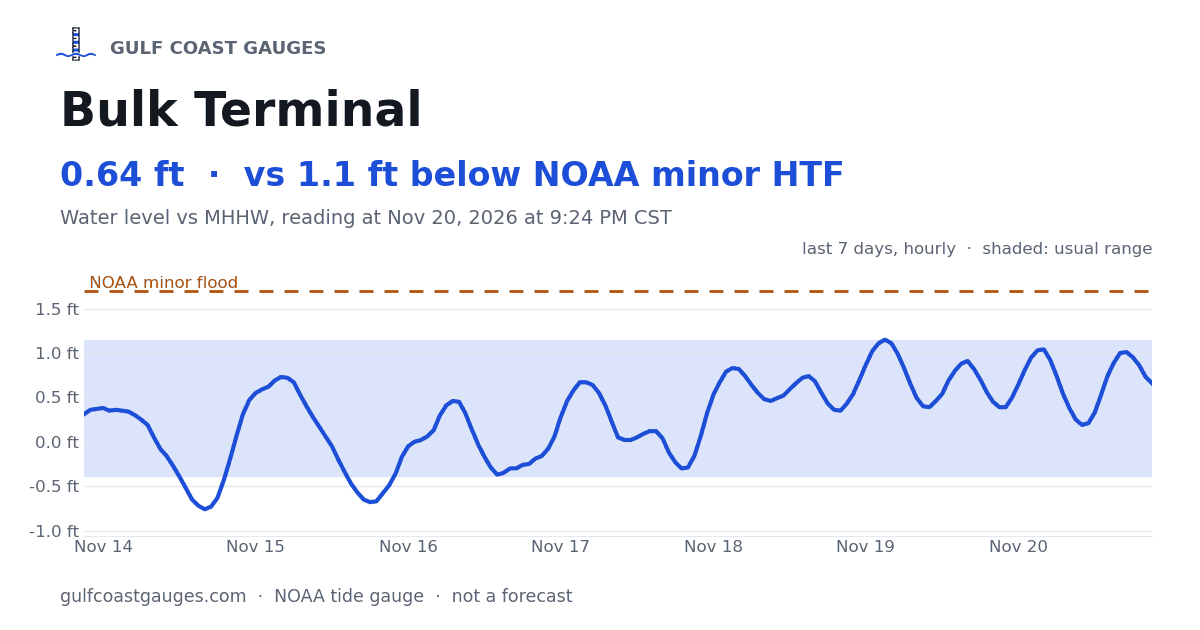 GULF COAST GAUGES
Bulk Terminal
0.64 ft · vs 1.1 ft below NOAA minor HTF
Water level vs MHHW, reading at Nov 20, 2026 at 9:24 PM CST
last 7 days, hourly · shaded: usual range
NOAA minor flood
1.5 ft
1.0 ft
0.5 ft
0.0 ft
-0.5 ft
-1.0 ft
Nov 14 Nov 15 Nov 16 Nov 17 Nov 18 Nov 19 Nov 20
gulfcoastgauges.com · NOAA tide gauge · not a forecast